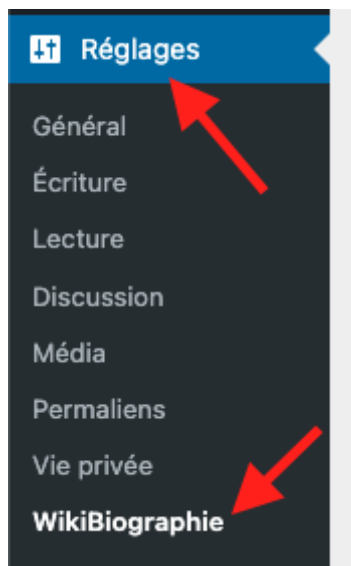 Réglages
Général
Écriture
Lecture
Discussion
Média
Permaliens
Vie privée
WikiBiographie